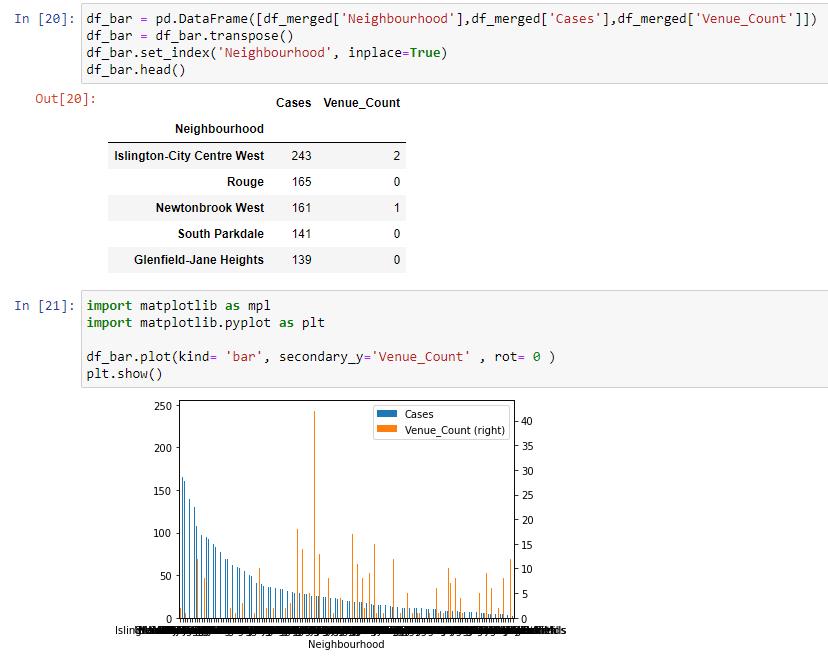 In [20]: df_bar = pd.DataFrame([df_merged['Neighbourhood'],df_merged['Cases'],df_merged['Venue_Count']])
df_bar = df_bar.transpose()
df_bar.set_index('Neighbourhood', inplace=True)
df_bar.head()
Out[20]:
Cases Venue_Count
Neighbourhood
Islington-City Centre West 243 2
Rouge 165 0
Newtonbrook West 161 1
South Parkdale 141 0
Glenfield-Jane Heights 139 0
In [21]: import matplotlib as mpl
import matplotlib.pyplot as plt
df_bar.plot(kind= 'bar', secondary_y='Venue_Count' , rot= 0 )
plt.show()
Cases
Venue_Count (right)
250
200
150
100
50
0
40
35
30
25
20
15
10
5
0
Neighbourhood